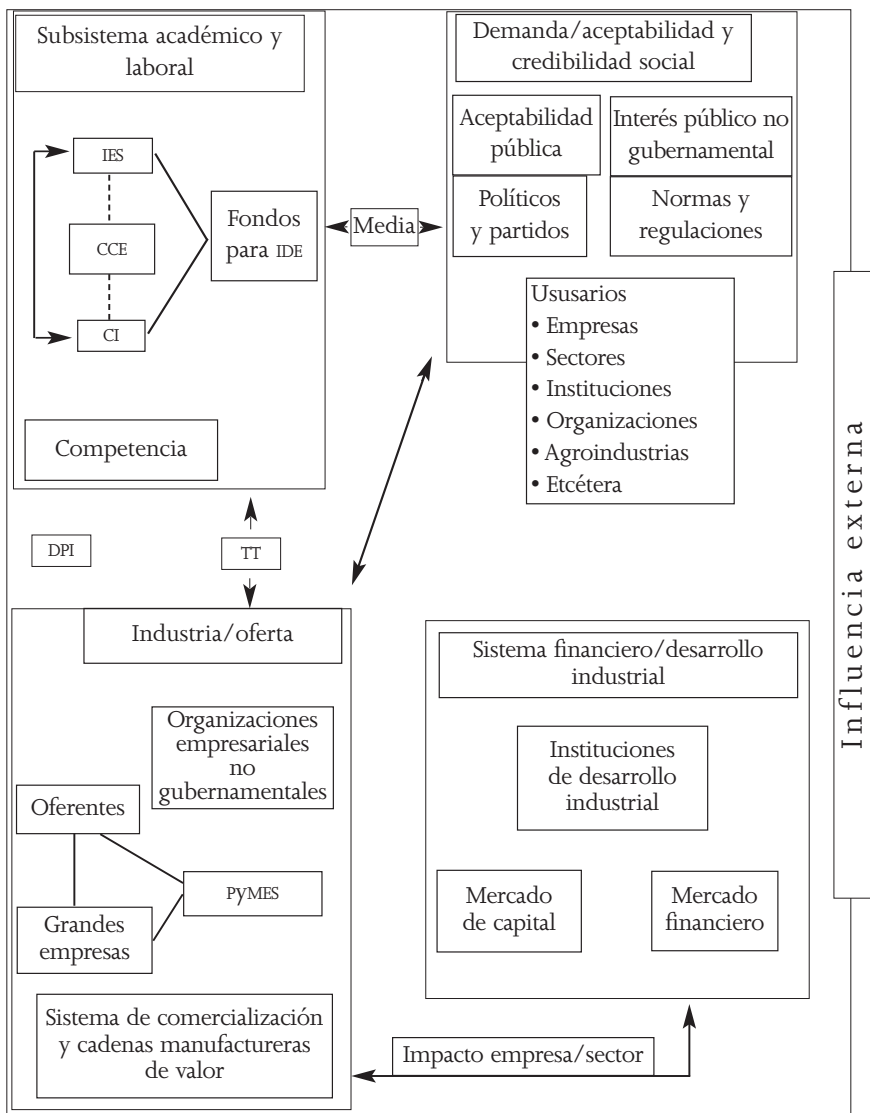 Subsistema académico y
laboral
IES
CCE
CI
Fondos
para IDE
Competencia
Media
Demanda/aceptabilidad y
credibilidad social
Aceptabilidad
pública
Interés público no
gubernamental
Políticos
y partidos
Normas y
regulaciones
Ususarios
• Empresas
• Sectores
• Instituciones
• Organizaciones
• Agroindustrias
• Etcétera
DPI
TT
Industria/oferta
Organizaciones
empresariales
no
gubernamentales
Oferentes
PyMES
Grandes
empresas
Sistema de comercialización
y cadenas manufactureras
de valor
Sistema financiero/desarrollo
industrial
Instituciones
de desarrollo
industrial
Mercado
de capital
Mercado
financiero
Impacto empresa/sector
Influencia externa